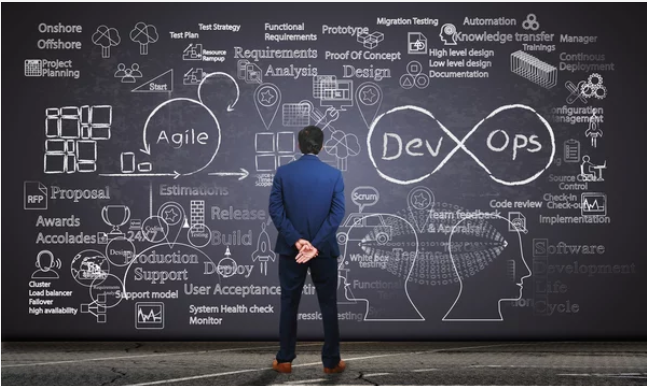 Onshore
Offshore
Project
Planning
Test Plan
Test Strategy
Resource
Rampup
Start
Functional
Requirements
Requirements
Analysis
Prototype
Proof Of Concept
Design
Migration Testing
High level design
Low level design
Documentation
Automation
Knowledge transfer
Trainings
Manager
Continous
Deployment
Agile
Dev Ops
Configuration
Management
Source Code
Control
Check-in
Check-out
Implementation
RFP
Proposal
Awards
Accolades
24X7
Production
Support
Support model
Cluster
Load balancer
Failover
high availability
Estimations
Release
Build
Deploy
User Acceptance
System Health check
Monitor
Scrum
White box
testing
Functional
Team feedback
& Appraisal
Code review
Software
Development
Life
Cycle